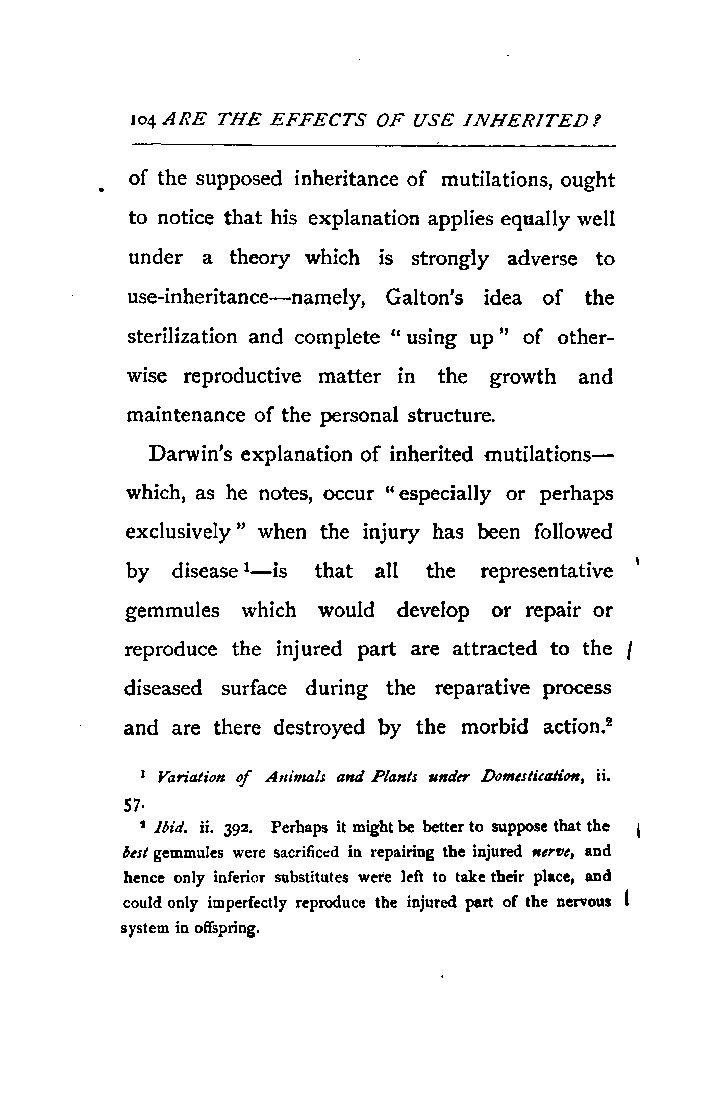 104 ARE THE EFFECTS OF USE INHERITED?
of the supposed inheritance of mutilations, ought
to notice that his explanation applies equally well
under a theory which is strongly adverse to
use-inheritance—namely, Galton's idea of the
sterilization and complete “using up” of other-
wise reproductive matter in the growth and
maintenance of the personal structure.
Darwin's explanation of inherited mutilations—
which, as he notes, occur “especially or perhaps
exclusively” when the injury has been followed
by disease ¹—is that all the representative
gemmules which would develop or repair or
reproduce the injured part are attracted to the
diseased surface during the reparative process
and are there destroyed by the morbid action.²
¹ Variation of Animals and Plants under Domestication, ii.
57.
² Ibid. ii. 392. Perhaps it might be better to suppose that the
best gemmules were sacrificed in repairing the injured nerve, and
hence only inferior substitutes were left to take their place, and
could only imperfectly reproduce the injured part of the nervous
system in offspring.